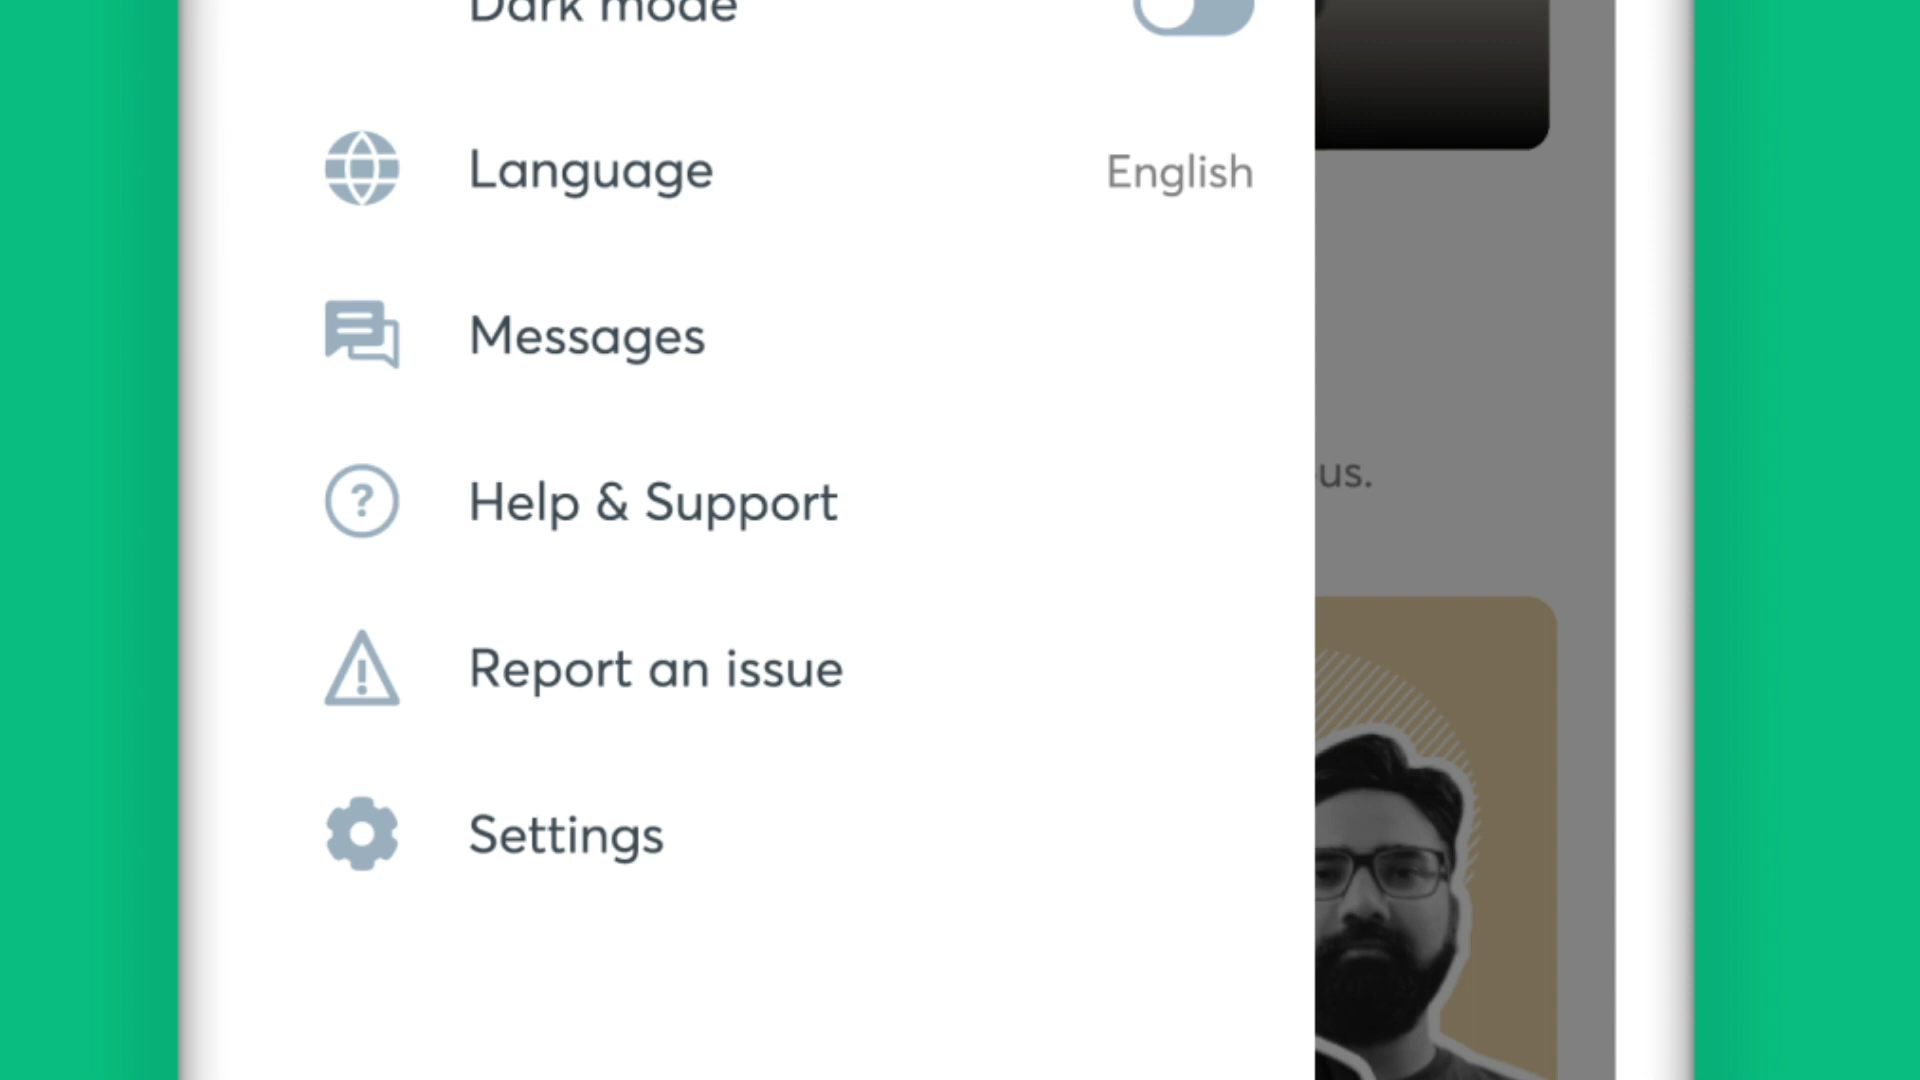 Dark mode
Language English
Messages
us.
Help & Support
Report an issue
Settings